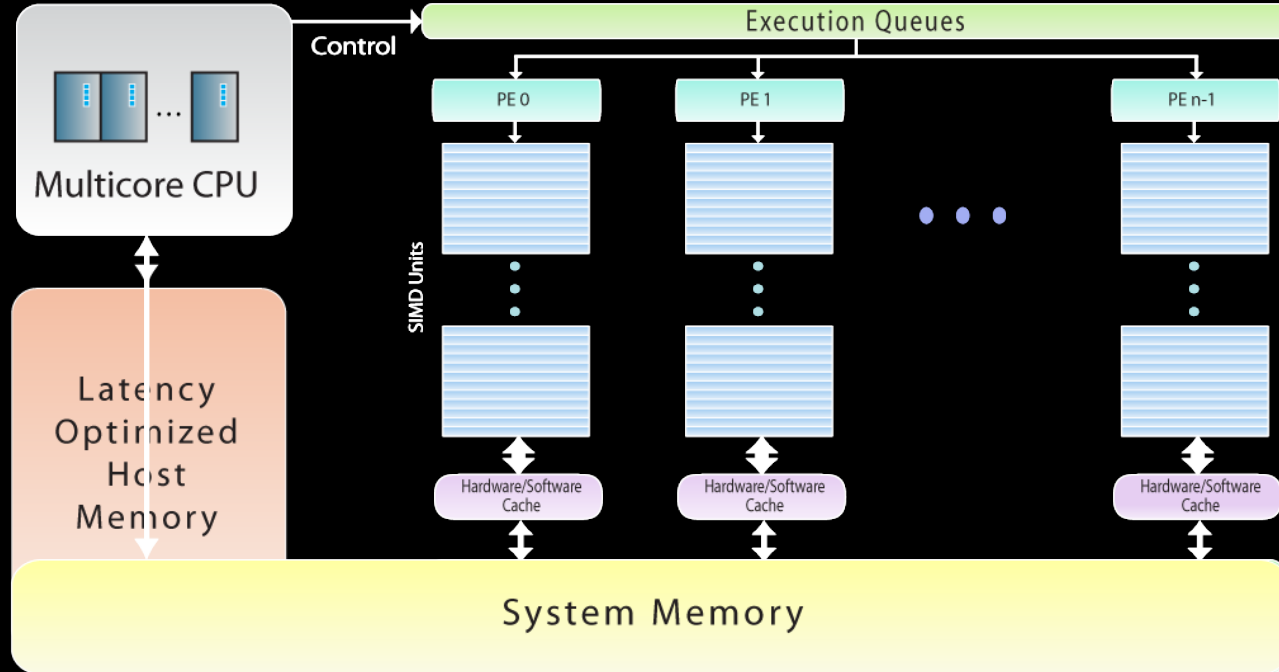 Execution Queues
Control
PE 0
PE 1
PE n-1
...
Multicore CPU
SIMD Units
Latency
Optimized
Host
Memory
Hardware/Software
Cache
Hardware/Software
Cache
Hardware/Software
Cache
System Memory